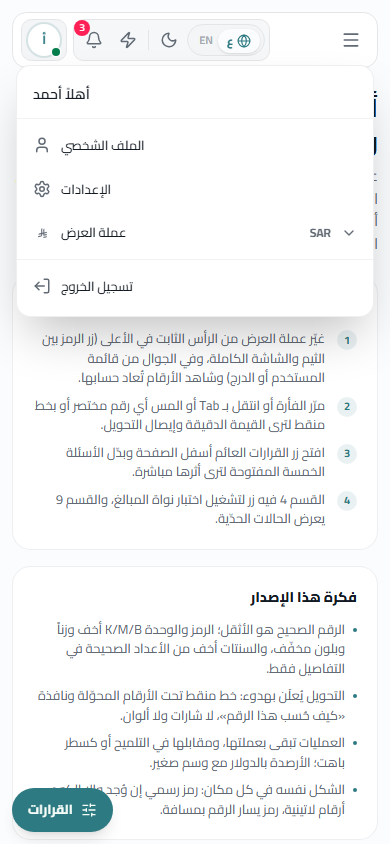 3
EN
ع
أهلاً أحمد
الملف الشخصي
الإعدادات
عملة العرض
SAR
تسجيل الخروج
1
غيّر عملة العرض من الرأس الثابت في الأعلى (زر الرمز بين
الثيم والشاشة الكاملة، وفي الجوال من قائمة
المستخدم أو الدرج) وشاهد الأرقام تُعاد حسابها.
2
مرّر الفأرة أو انتقل بـ Tab أو المس أي رقم مختصر أو بخط
منقط لترى القيمة الدقيقة وإيصال التحويل.
3
افتح زر القرارات العائم أسفل الصفحة وبدّل الأسئلة
الخمسة المفتوحة لترى أثرها مباشرة.
4
القسم 4 فيه زر لتشغيل اختبار نواة المبالغ، والقسم 9
يعرض الحالات الحدّية.
فكرة هذا الإصدار
• الرقم الصحيح هو الأثقل؛ الرمز والوحدة K/M/B أخف وزناً
وبلون مخفّف، والسنتات أخف من الأعداد الصحيحة في
التفاصيل فقط.
• التحويل يُعلَن بهدوء: خط منقط تحت الأرقام المحوّلة ونافذة
«كيف حُسب هذا الرقم»، لا شارات ولا ألوان.
• العمليات تبقى بعملتها، ومقابلها في التلميح أو كسطر
باهت؛ الأرصدة بالدولار مع وسم صغير.
• الشكل نفسه في كل مكان: رمز رسمي إن وُجد
أرقام لاتينية، رمز يسار الرقم بمسافة.
القرارات